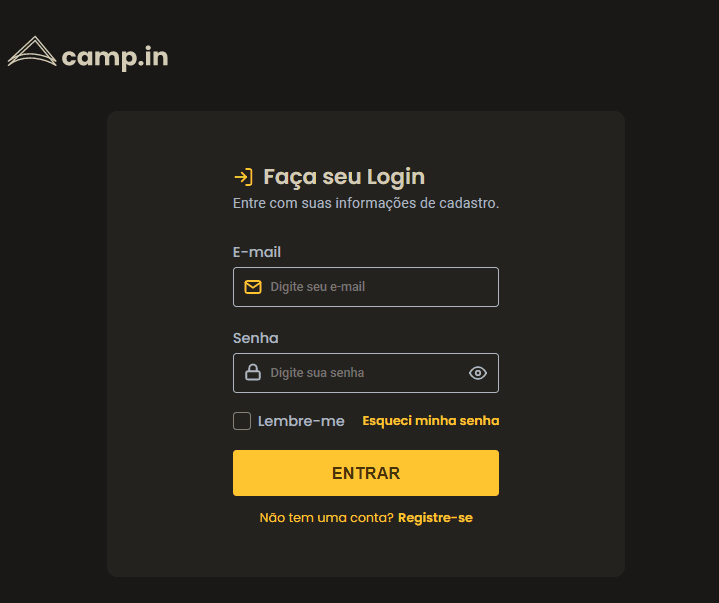 camp.in
Faça seu Login
Entre com suas informações de cadastro.
E-mail
Digite seu e-mail
Senha
Digite sua senha
Lembre-me Esqueci minha senha
ENTRAR
Não tem uma conta? Registre-se